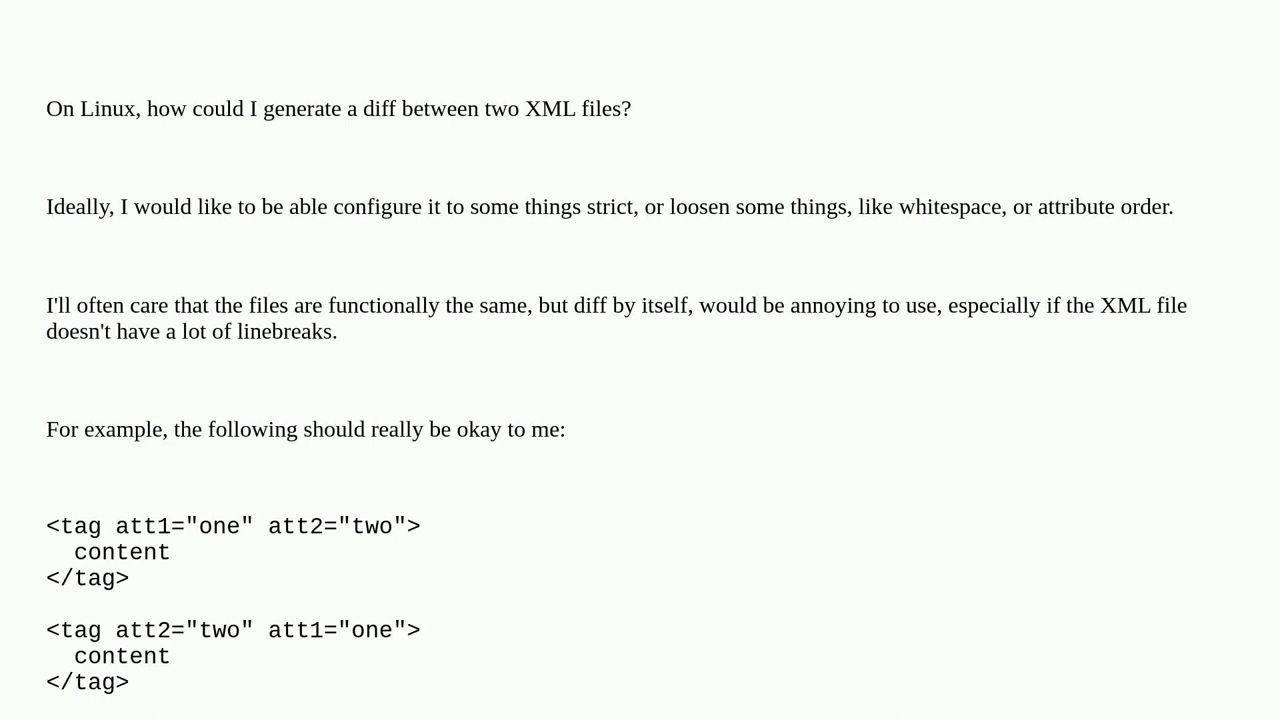 On Linux, how could I generate a diff between two XML files?
Ideally, I would like to be able configure it to some things strict, or loosen some things, like whitespace, or attribute order.
I'll often care that the files are functionally the same, but diff by itself, would be annoying to use, especially if the XML file
doesn't have a lot of linebreaks.
For example, the following should really be okay to me:
<tag att1="one" att2="two">
  content
</tag>
<tag att2="two" att1="one">
  content
</tag>